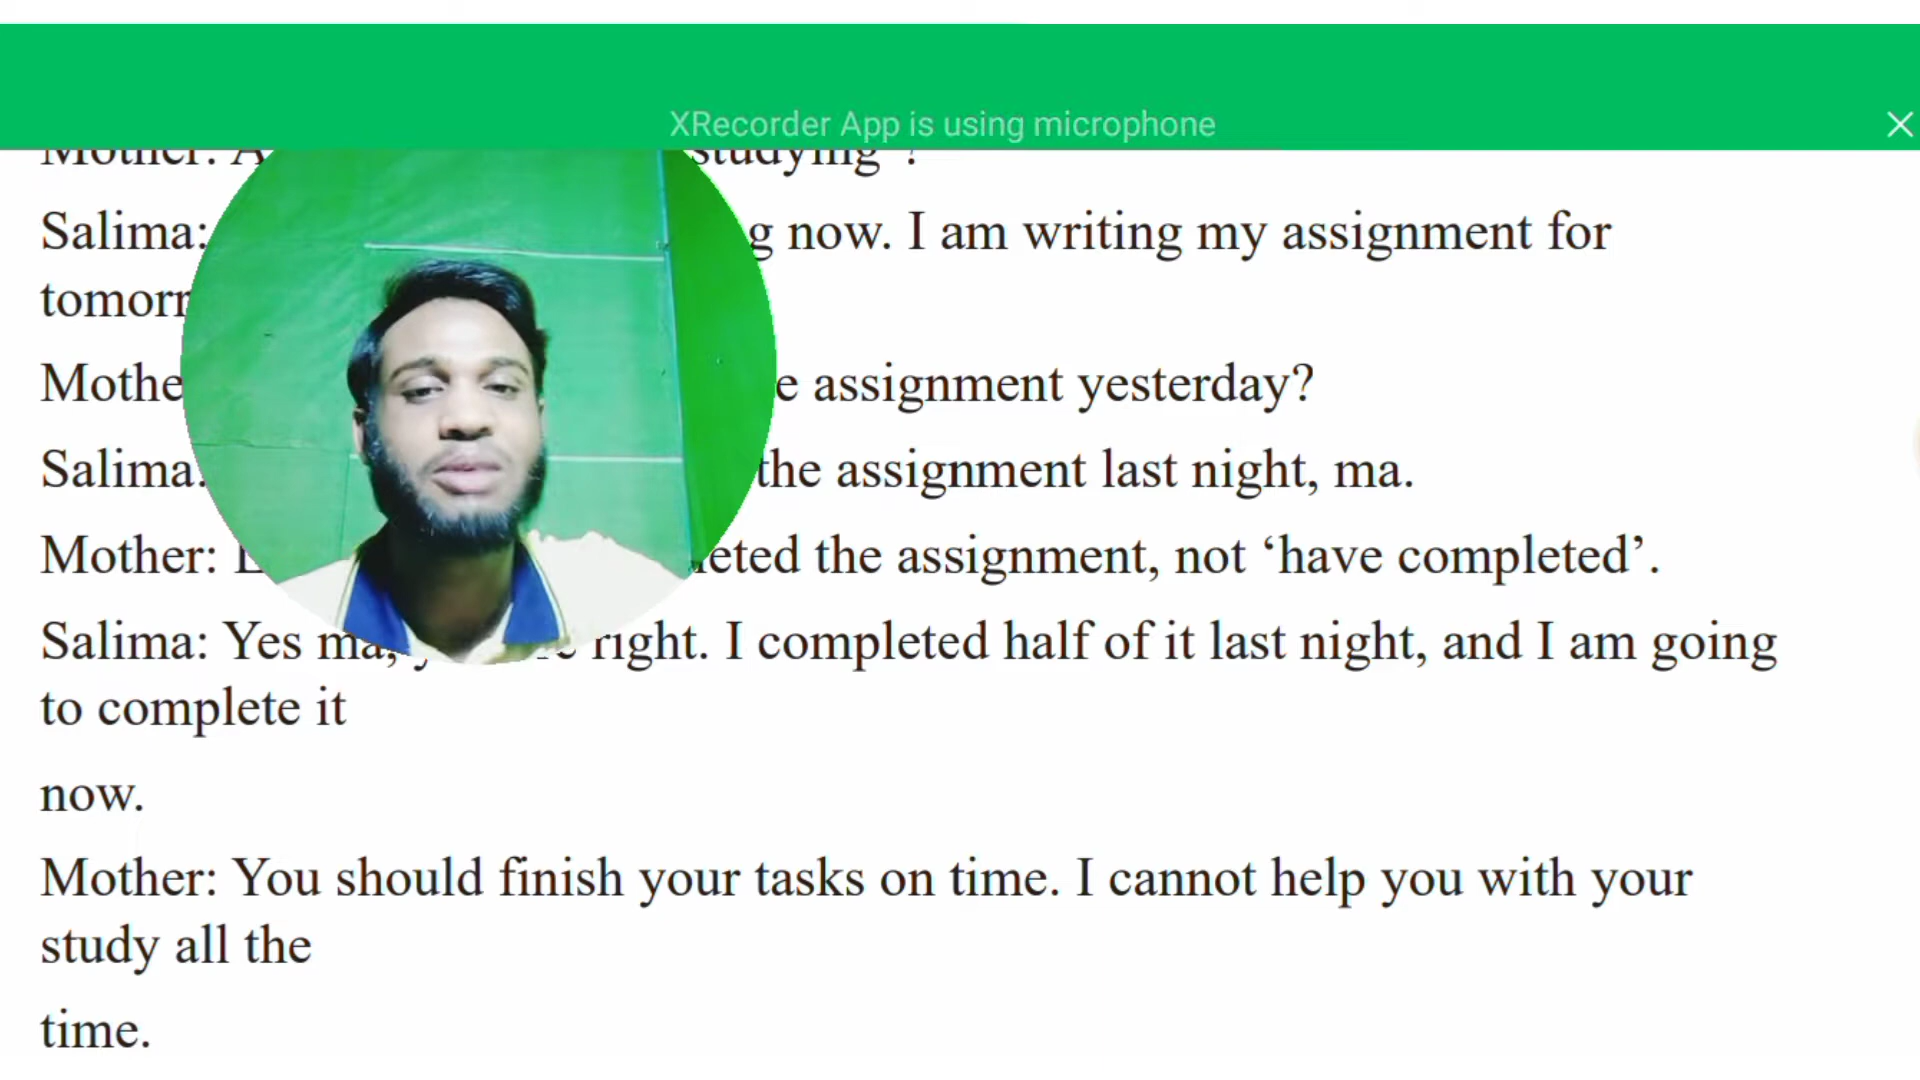 XRecorder App is using microphone
Mother: A studying ?
Salima: now. I am writing my assignment for
assignment yesterday?
Salima: the assignment last night, ma.
Mother: the assignment, not ‘have completed’.
Salima: Yes ma, right. I completed half of it last night, and I am going
to complete it
now.
Mother: You should finish your tasks on time. I cannot help you with your
study all the
time.